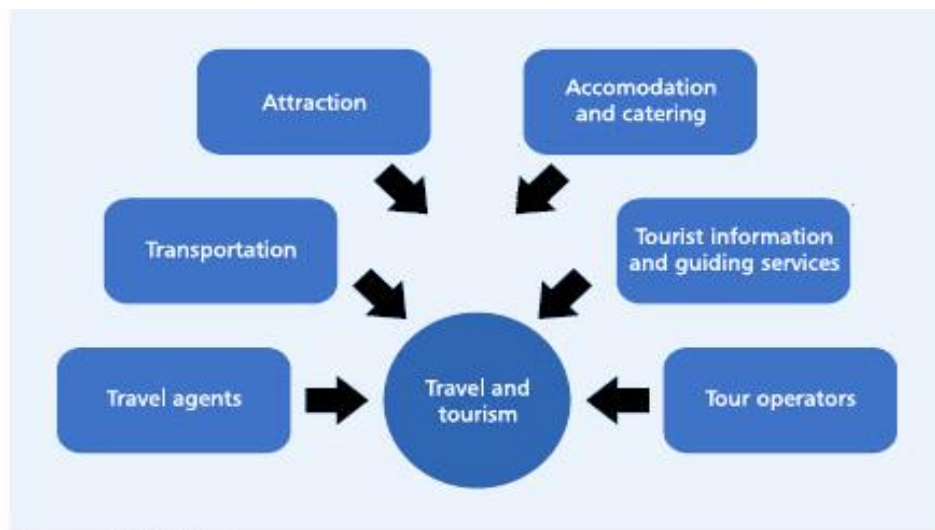 Attraction
Accomodation
and catering
Transportation
Tourist information
and guiding services
Travel agents
Travel and
tourism
Tour operators